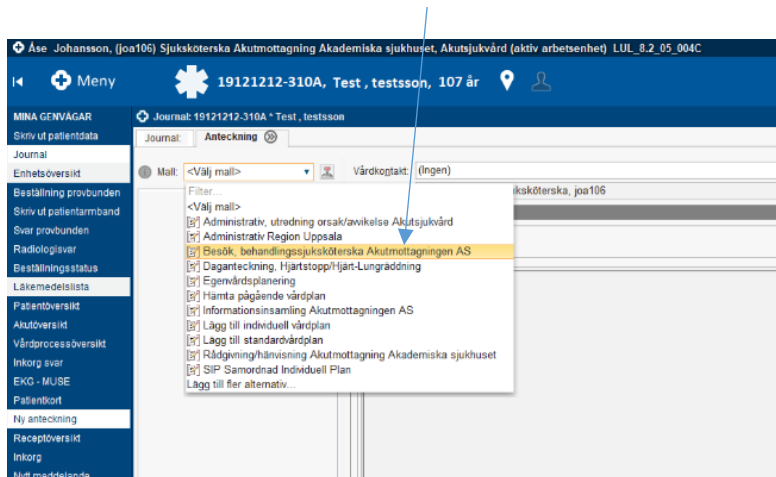 Åse Johansson, (joa106) Sjuksköterska Akutmottagning Akademiska sjukhuset, Akutsjukvård (aktiv arbetsenhet) LUL_8.2_05_004C
Meny
19121212-310A, Test , testsson, 107 år
MINA GENVÄGAR
Skriv ut patientdata
Journal
Enhetsöversikt
Beställning provbunden
Skriv ut patientarmband
Svar provbunden
Radiologisvar
Beställningsstatus
Läkemedelslista
Patientöversikt
Akutöversikt
Vårdprocessöversikt
Inkorg svar
EKG - MUSE
Patientkort
Ny anteckning
Receptöversikt
Inkorg
Nytt meddelande
Journal: 19121212-310A * Test , testsson
Journal: Anteckning
Mall: <Välj mall> Vårdkontakt: (Ingen)
Filter...
ksköterska, joa106
<Välj mall>
Administrativ, utredning orsak/avvikelse Akutsjukvård
Administrativ Region Uppsala
Besök, behandlingssjuksköterska Akutmottagningen AS
Daganteckning, Hjärtstopp/Hjärt-Lungräddning
Egenvårdsplanering
Hämta pågående vårdplan
Informationsinsamling Akutmottagningen AS
Lägg till individuell vårdplan
Lägg till standardvårdplan
Rådgivning/hänvisning Akutmottagning Akademiska sjukhuset
SIP Samordnad Individuell Plan
Lägg till fler alternativ...